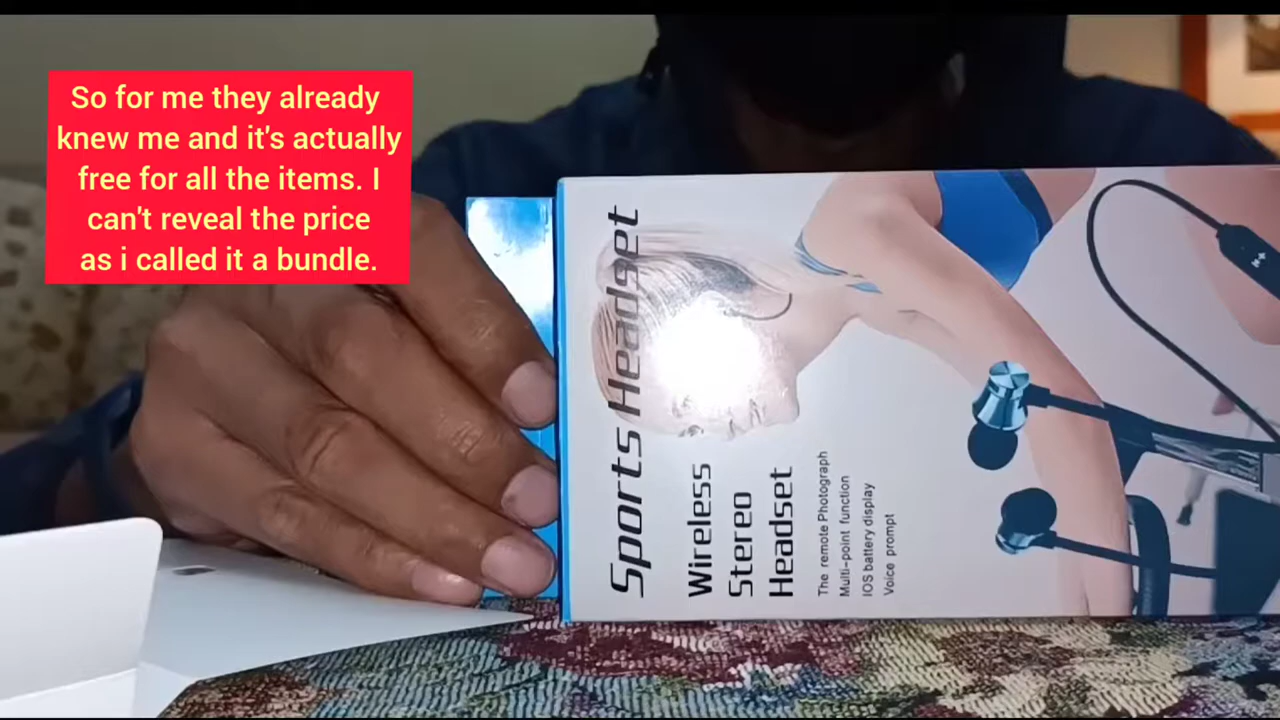 So for me they already
knew me and it's actually
free for all the items. I
can't reveal the price
as i called it a bundle.
Sports Headset
Wireless
Stereo
Headset
The remote Photograph
Multi-point function
IOS battery display
Voice prompt